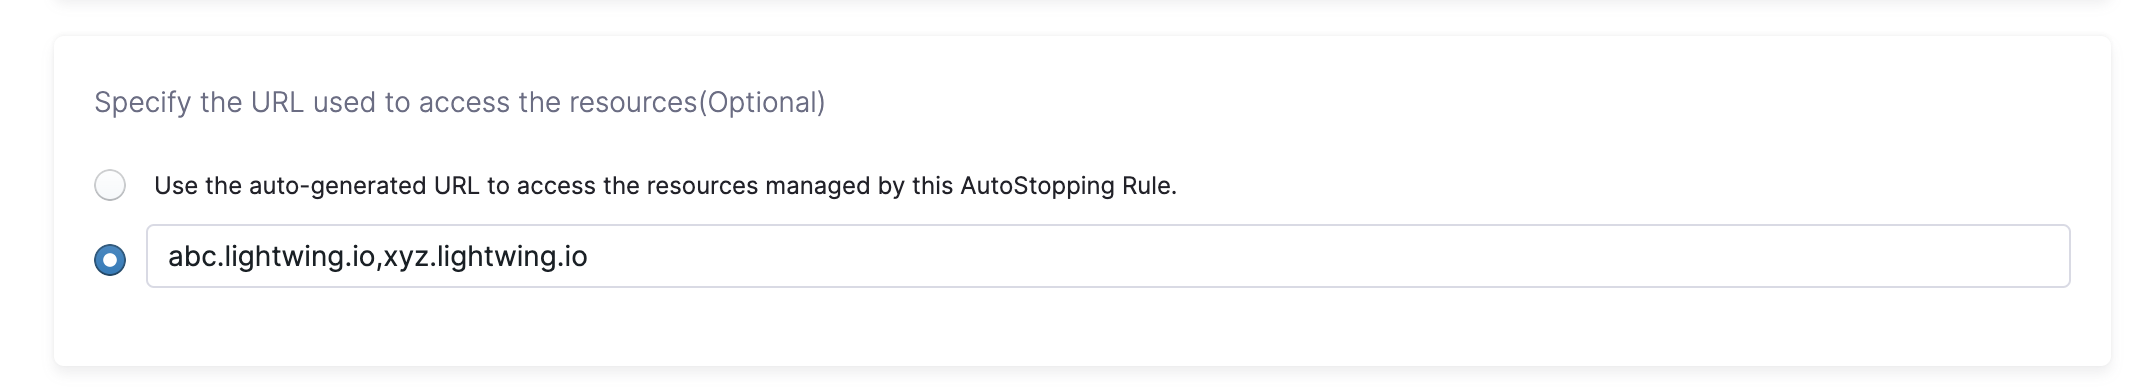 Specify the URL used to access the resources(Optional)
Use the auto-generated URL to access the resources managed by this AutoStopping Rule.
abc.lightwing.io,xyz.lightwing.io